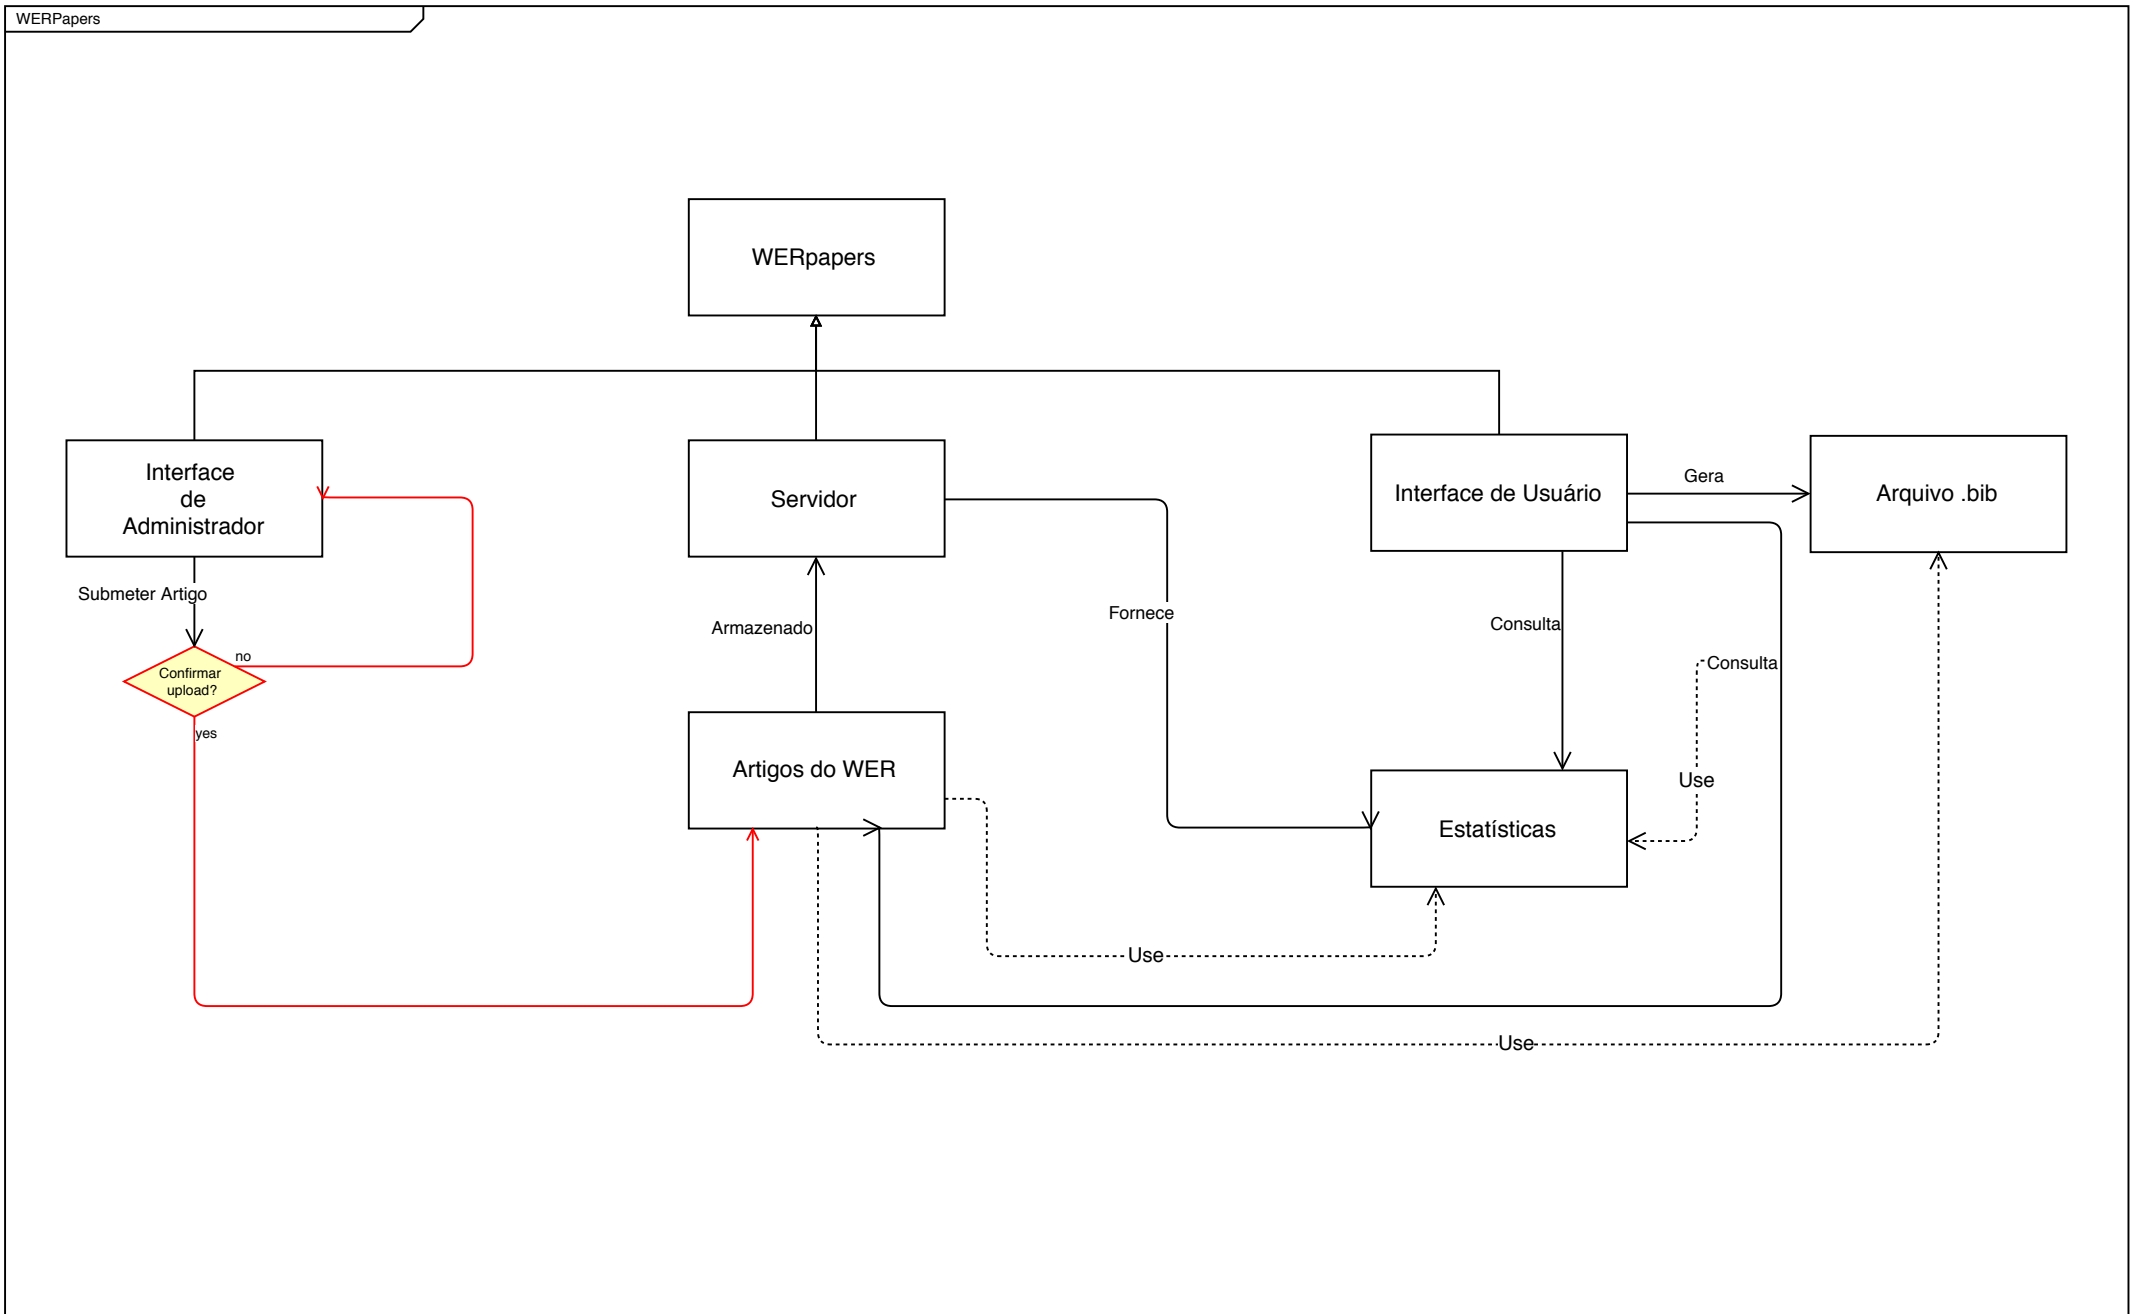 WERPapers
WERpapers
Interface
de
Administrador
Servidor
Interface de Usuário
Gera
Arquivo .bib
Submeter Artigo
Fornece
Armazenado
Consulta
no
Confirmar
upload?
Consulta
yes
Artigos do WER
Use
Estatísticas
Use
Use